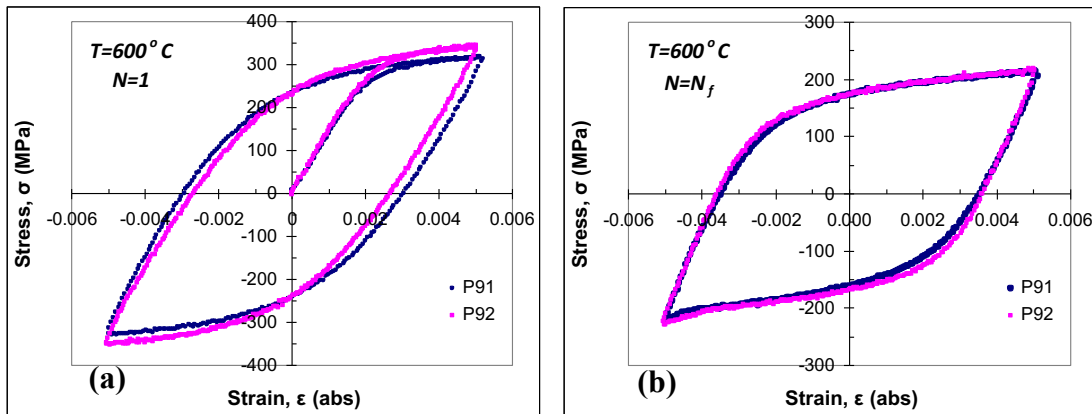 400
300
200
100
0
-100
-200
-300
-400
-0.006 -0.004 -0.002 0 0.002 0.004 0.006
Stress, σ (MPa)
Strain, ε (abs)
T=600° C
N=1
P91
P92
(a)
300
200
100
0
-100
-200
-300
-0.006 -0.004 -0.002 0.000 0.002 0.004 0.006
Stress, σ (MPa)
Strain, ε (abs)
T=600° C
N=Nf
P91
P92
(b)